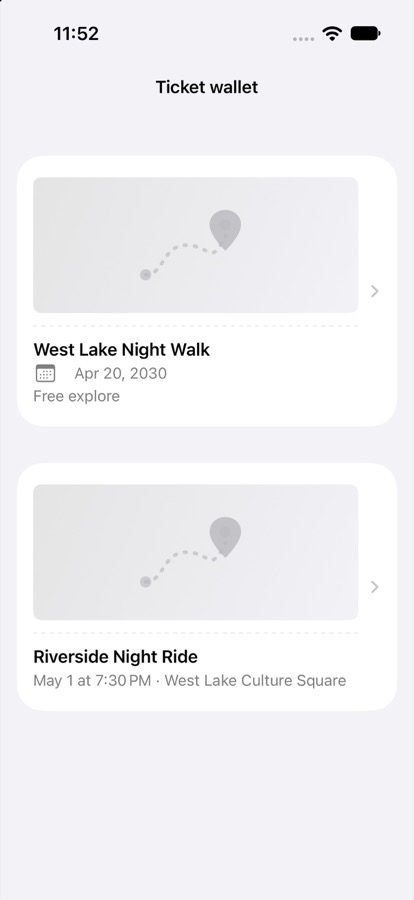 11:52
Ticket wallet
West Lake Night Walk
Apr 20, 2030
Free explore
Riverside Night Ride
May 1 at 7:30 PM · West Lake Culture Square